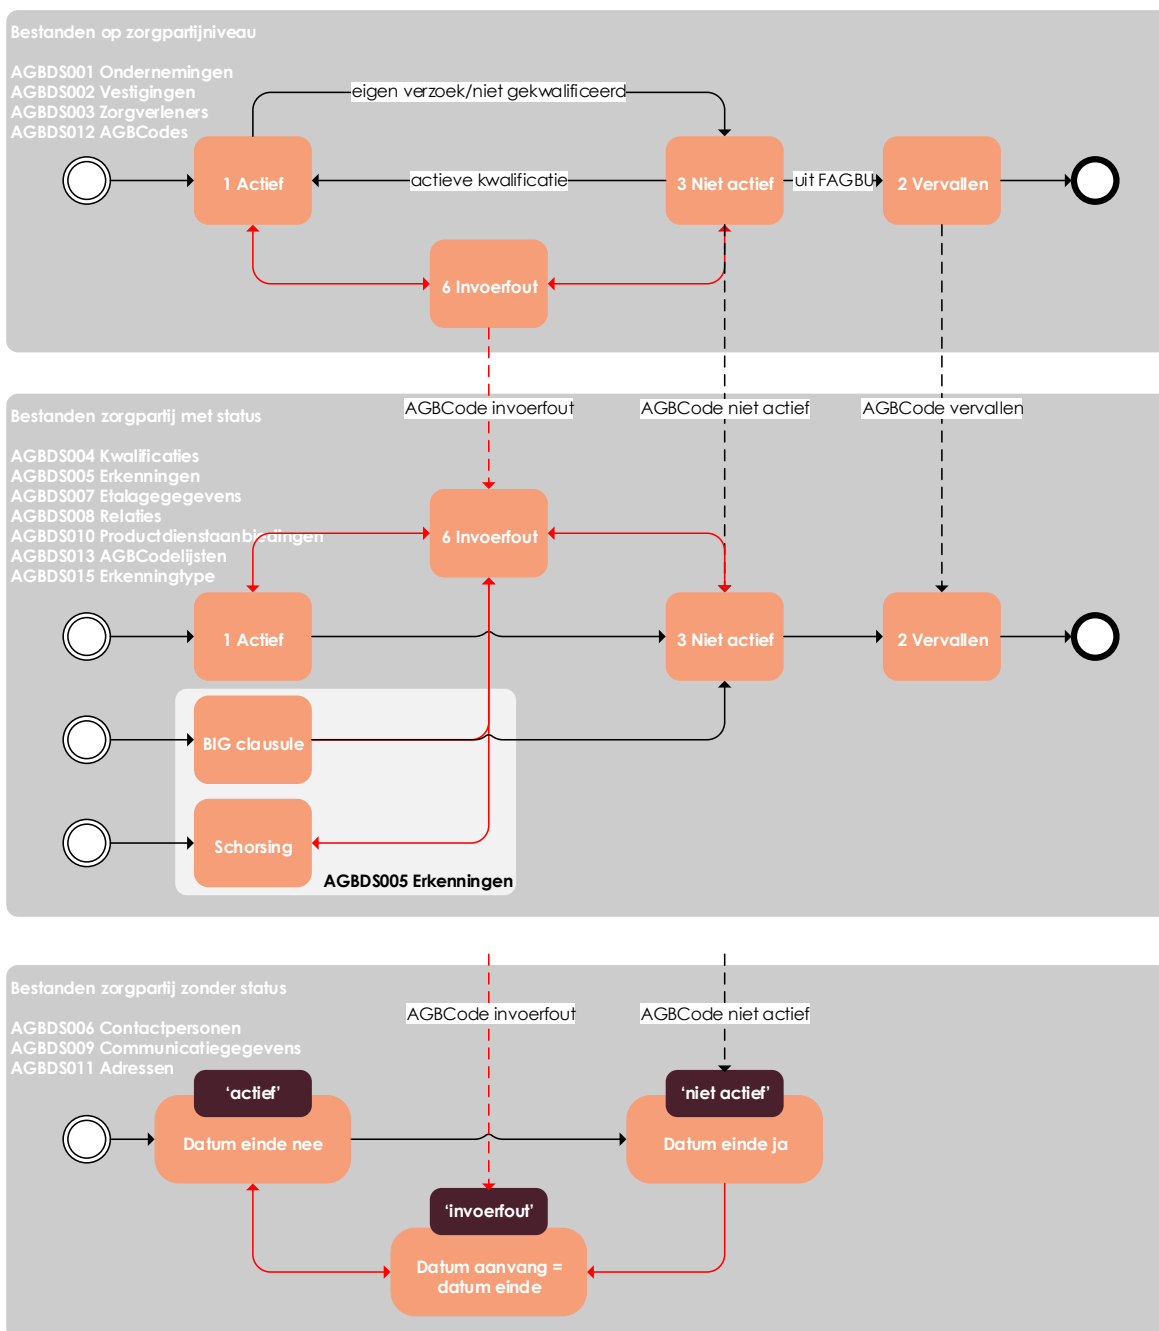 Bestanden op zorgpartijniveau
AGBDS001 Ondernemingen
AGBDS002 Vestigingen
AGBDS003 Zorgverleners
AGBDS012 AGBCodes
eigen verzoek/niet gekwalificeerd
1 Actief
actieve kwalificatie
3 Niet actief
uit FAGBU
2 Vervallen
6 Invoerfout
AGBCode invoerfout
AGBCode niet actief
AGBCode vervallen
Bestanden zorgpartij met status
AGBDS004 Kwalificaties
AGBDS005 Erkenningen
AGBDS007 Etalagegegevens
AGBDS008 Relaties
AGBDS010 Productdienstaanbiedingen
AGBDS013 AGBCodelijsten
AGBDS015 Erkenningtype
6 Invoerfout
1 Actief
3 Niet actief
2 Vervallen
BIG clausule
Schorsing
AGBDS005 Erkenningen
Bestanden zorgpartij zonder status
AGBDS006 Contactpersonen
AGBDS009 Communicatiegegevens
AGBDS011 Adressen
AGBCode invoerfout
AGBCode niet actief
‘actief’
Datum einde nee
‘niet actief’
Datum einde ja
‘invoerfout’
Datum aanvang =
datum einde